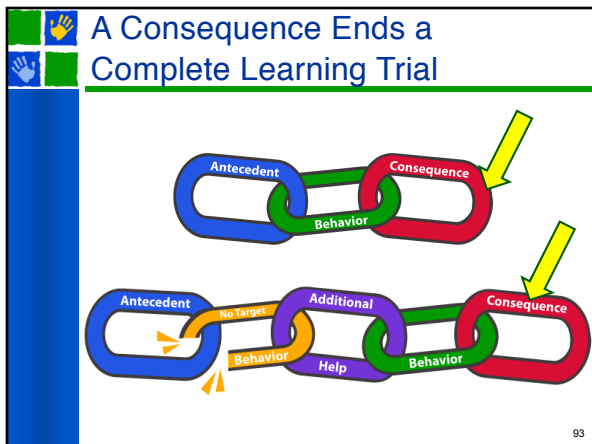 A Consequence Ends a
Complete Learning Trial
Antecedent
Consequence
Behavior
Antecedent
No Target
Behavior
Additional
Help
Behavior
Consequence
93